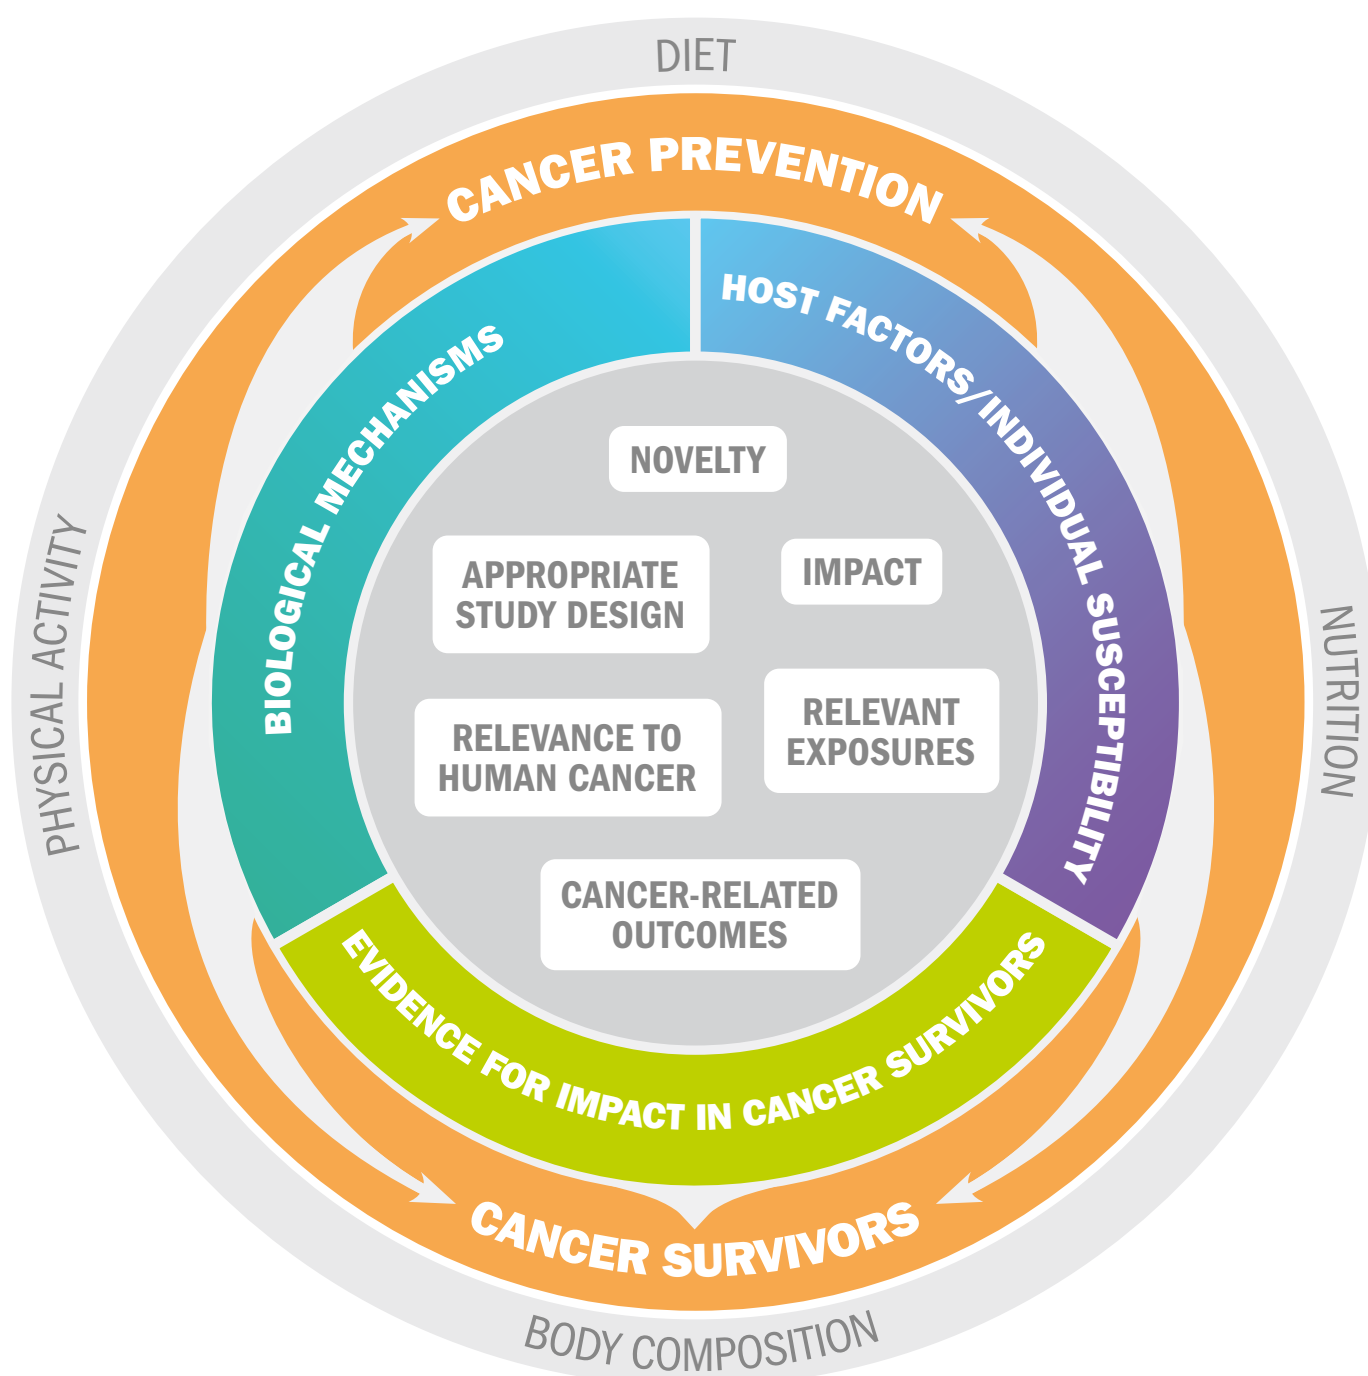 DIET
CANCER PREVENTION
HOST FACTORS/INDIVIDUAL SUSCEPTIBILITY
BIOLOGICAL MECHANISMS
NOVELTY
APPROPRIATE
STUDY DESIGN
IMPACT
RELEVANCE TO
HUMAN CANCER
RELEVANT
EXPOSURES
CANCER-RELATED
OUTCOMES
PHYSICAL ACTIVITY
NUTRITION
EVIDENCE FOR IMPACT IN CANCER SURVIVORS
CANCER SURVIVORS
BODY COMPOSITION